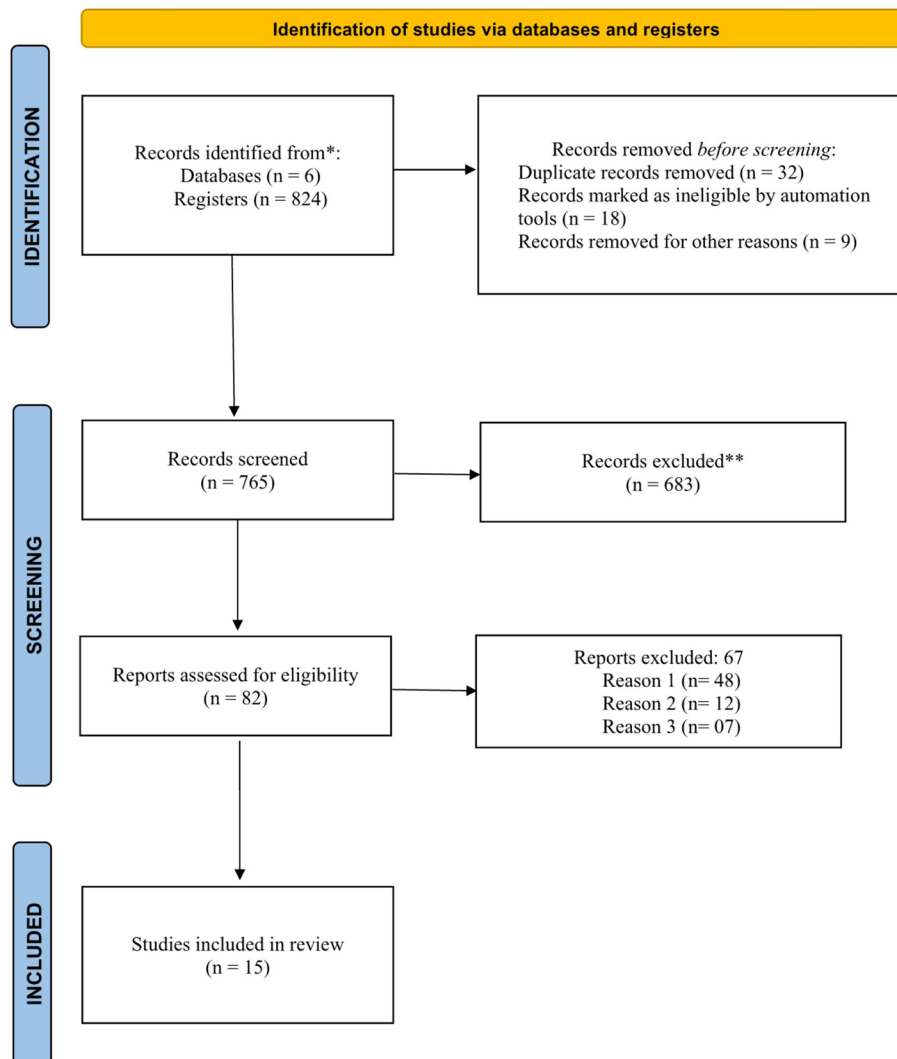 Identification of studies via databases and registers
IDENTIFICATION
Records identified from*:
Databases (n = 6)
Registers (n = 824)
Records removed before screening:
Duplicate records removed (n = 32)
Records marked as ineligible by automation
tools (n = 18)
Records removed for other reasons (n = 9)
SCREENING
Records screened
(n = 765)
Records excluded**
(n = 683)
Reports assessed for eligibility
(n = 82)
Reports excluded: 67
Reason 1 (n= 48)
Reason 2 (n= 12)
Reason 3 (n= 07)
INCLUDED
Studies included in review
(n = 15)